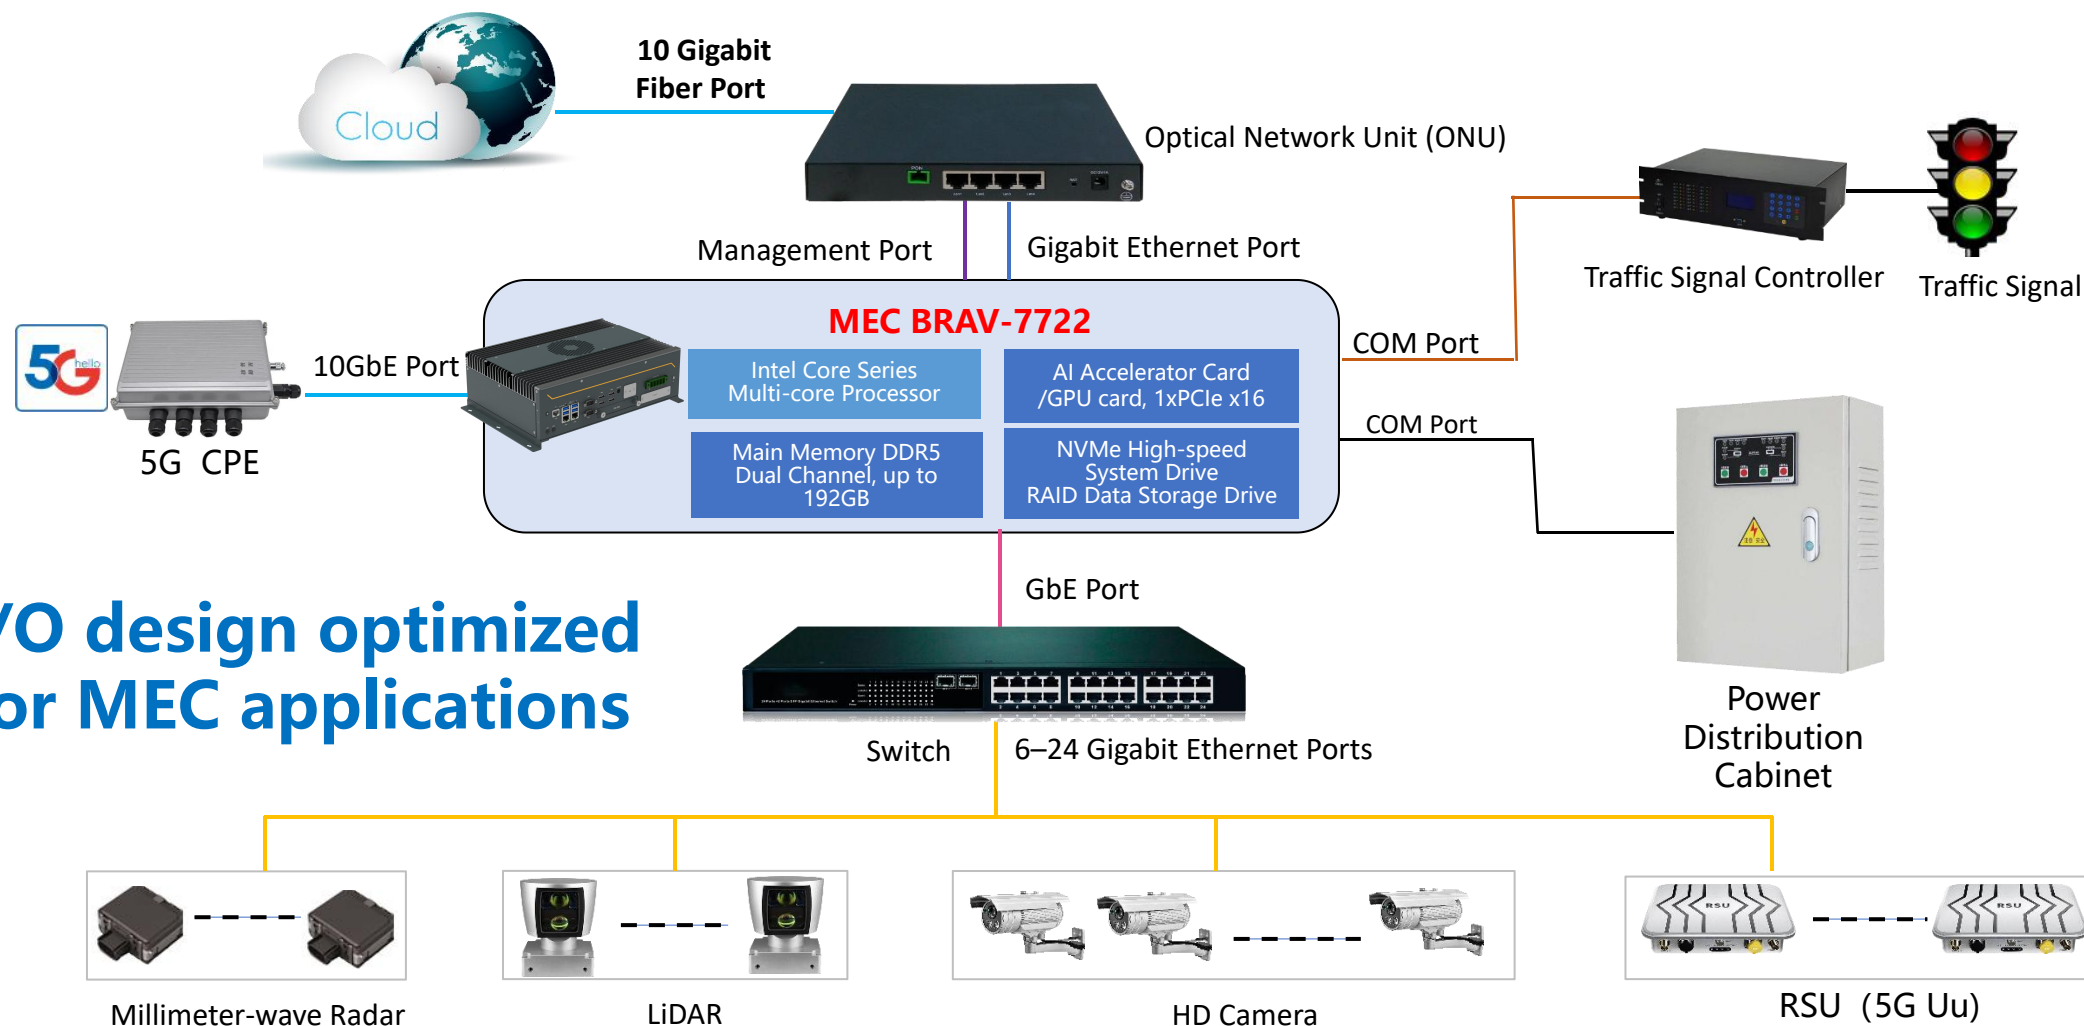 10 Gigabit
Fiber Port
Cloud
Optical Network Unit (ONU)
Management Port
Gigabit Ethernet Port
Traffic Signal Controller
Traffic Signal
MEC BRAV-7722
COM Port
5G hello
10GbE Port
Intel Core Series
Multi-core Processor
AI Accelerator Card
/GPU card, 1xPCIe x16
COM Port
5G CPE
Main Memory DDR5
Dual Channel, up to
192GB
NVMe High-speed
System Drive
RAID Data Storage Drive
GbE Port
/O design optimized
or MEC applications
Switch
6–24 Gigabit Ethernet Ports
Power
Distribution
Cabinet
RSU
RSU
Millimeter-wave Radar
LiDAR
HD Camera
RSU (5G Uu)